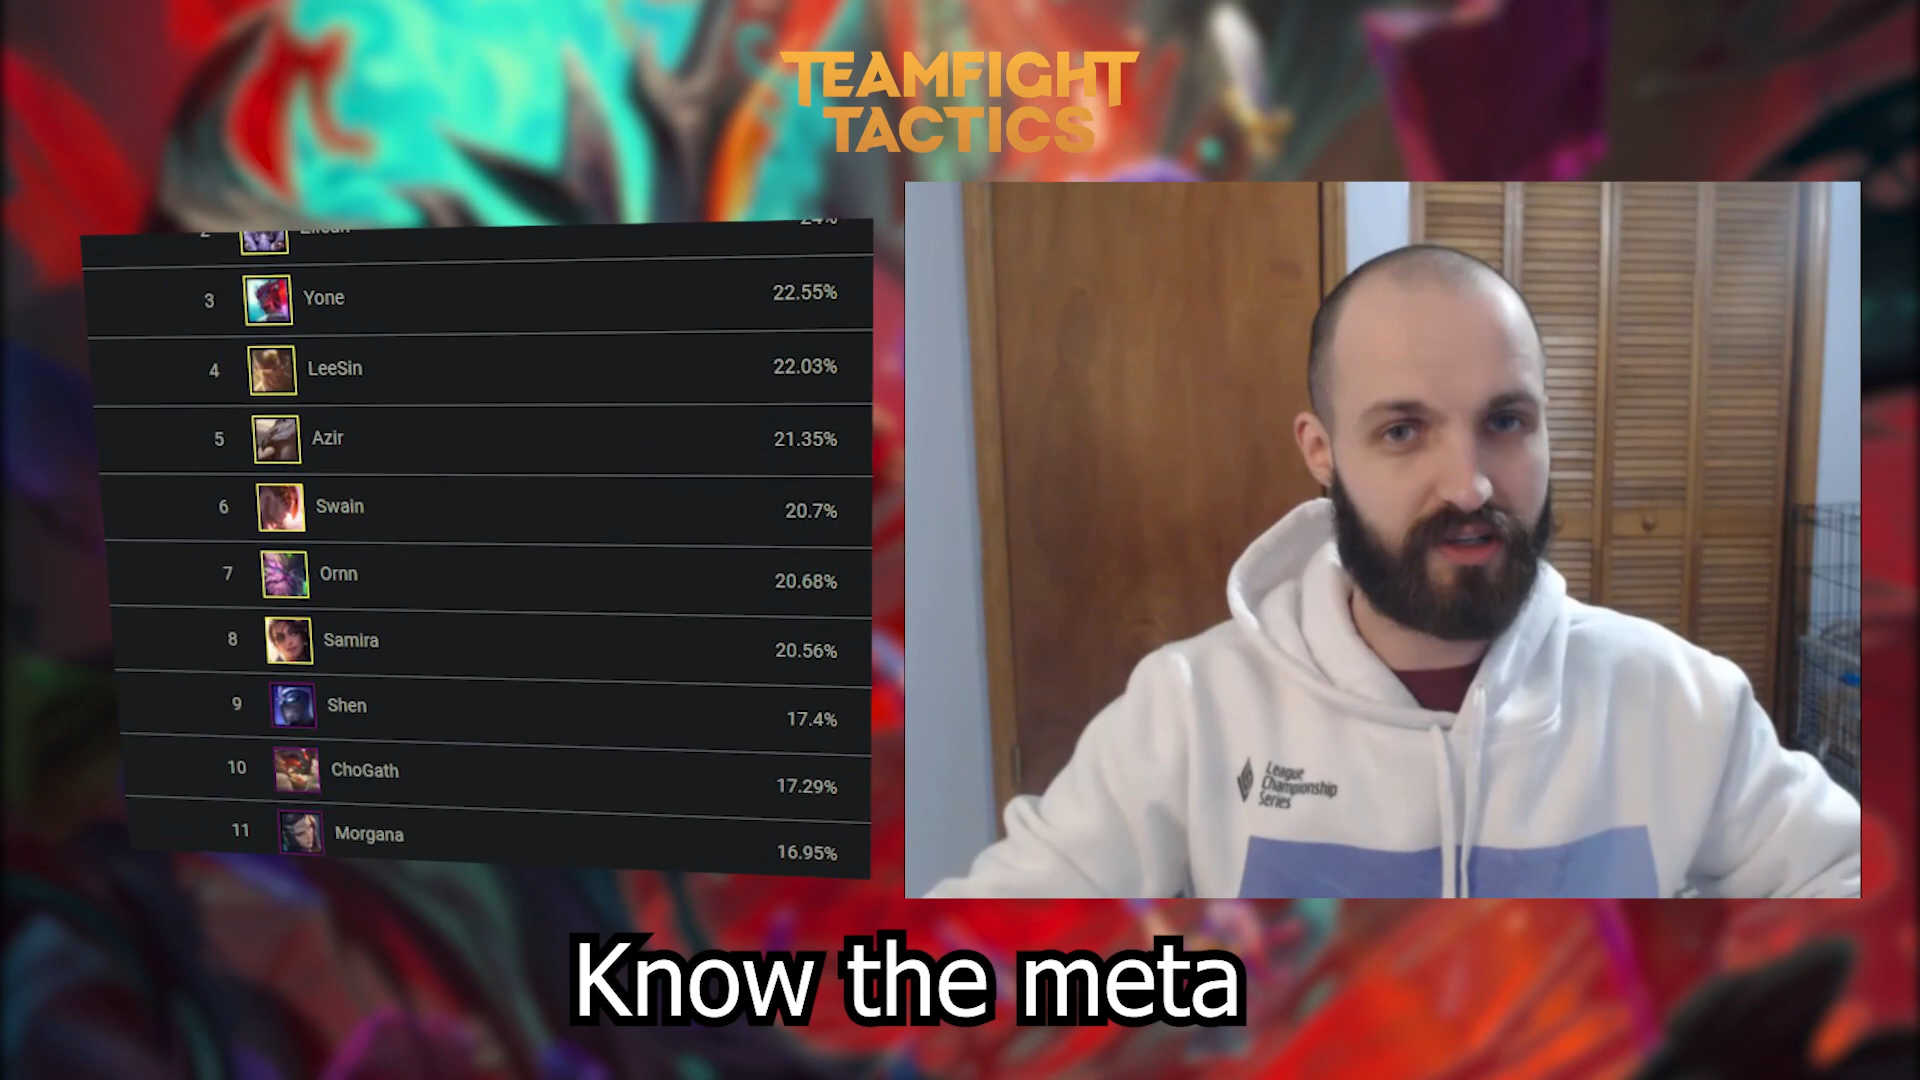 TEAMFIGHT
TACTICS
3 Yone 22.55%
4 LeeSin 22.03%
5 Azir 21.35%
6 Swain 20.7%
7 Ornn 20.68%
8 Samira 20.56%
9 Shen 17.4%
10 ChoGath 17.29%
11 Morgana 16.95%
League
Championship
Series
Know the meta